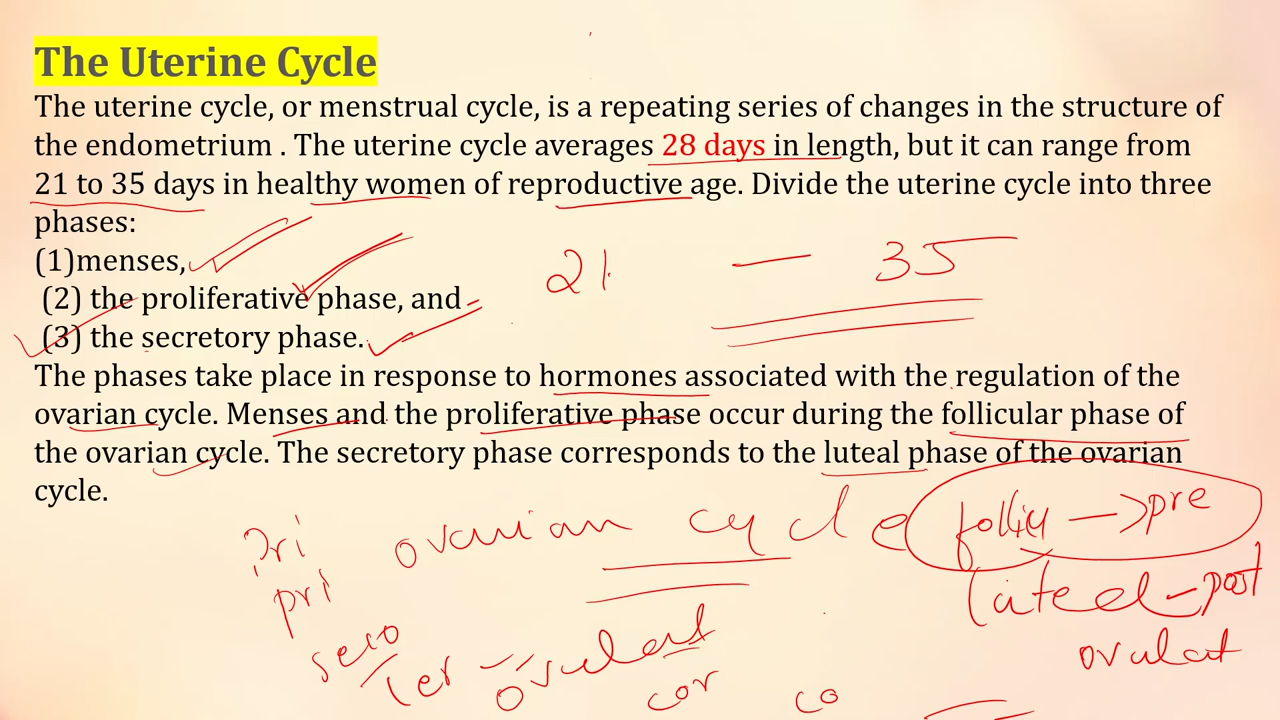 The Uterine Cycle
The uterine cycle, or menstrual cycle, is a repeating series of changes in the structure of
the endometrium . The uterine cycle averages 28 days in length, but it can range from
21 to 35 days in healthy women of reproductive age. Divide the uterine cycle into three
phases:
(1)menses,
(2) the proliferative phase, and
(3) the secretory phase.
21 — 35
The phases take place in response to hormones associated with the regulation of the
ovarian cycle. Menses and the proliferative phase occur during the follicular phase of
the ovarian cycle. The secretory phase corresponds to the luteal phase of the ovarian
cycle.
Pri ovarian cycle →pre
pri post
ovulat
cor co